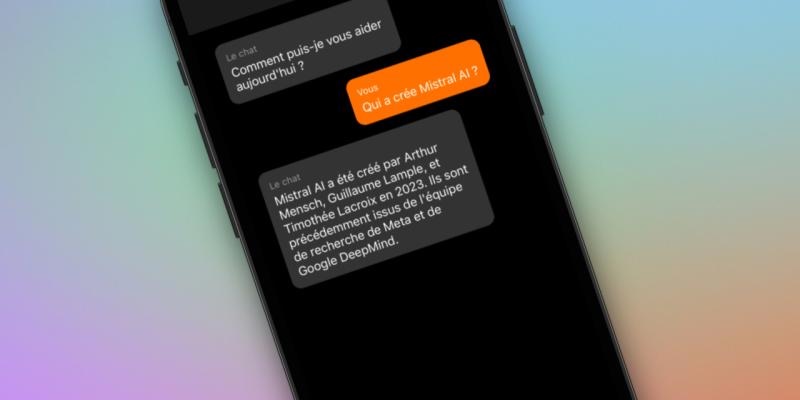 Le chat
Comment puis-je vous aider
aujourd'hui ?
Vous
Qui a crée Mistral AI ?
Le chat
Mistral AI a été créé par Arthur
Mensch, Guillaume Lample, et
Timothée Lacroix en 2023. Ils sont
précédemment issus de l'équipe
de recherche de Meta et de
Google DeepMind.